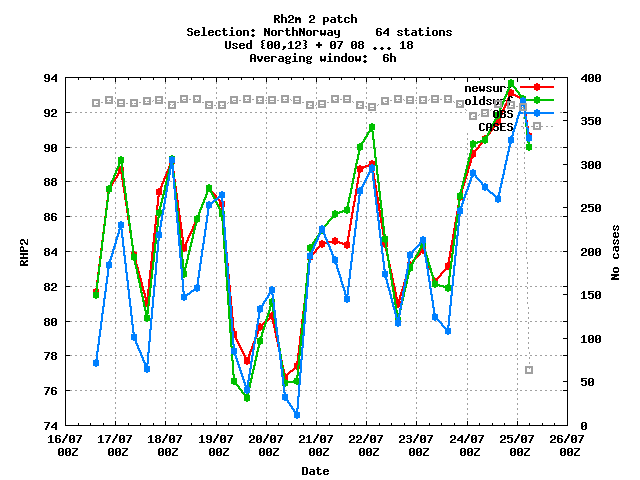 Rh2m 2 patch
Selection: NorthNorway     64 stations
Used {00,12} + 07 08 ... 18
Averaging window:  6h
newsurf
oldsurf
OBS
CASES
94
92
90
88
86
84
82
80
78
76
74
RHP2
400
350
300
250
200
150
100
50
0
No cases
16/07 17/07 18/07 19/07 20/07 21/07 22/07 23/07 24/07 25/07 26/07
00Z 00Z 00Z 00Z 00Z 00Z 00Z 00Z 00Z 00Z 00Z
Date